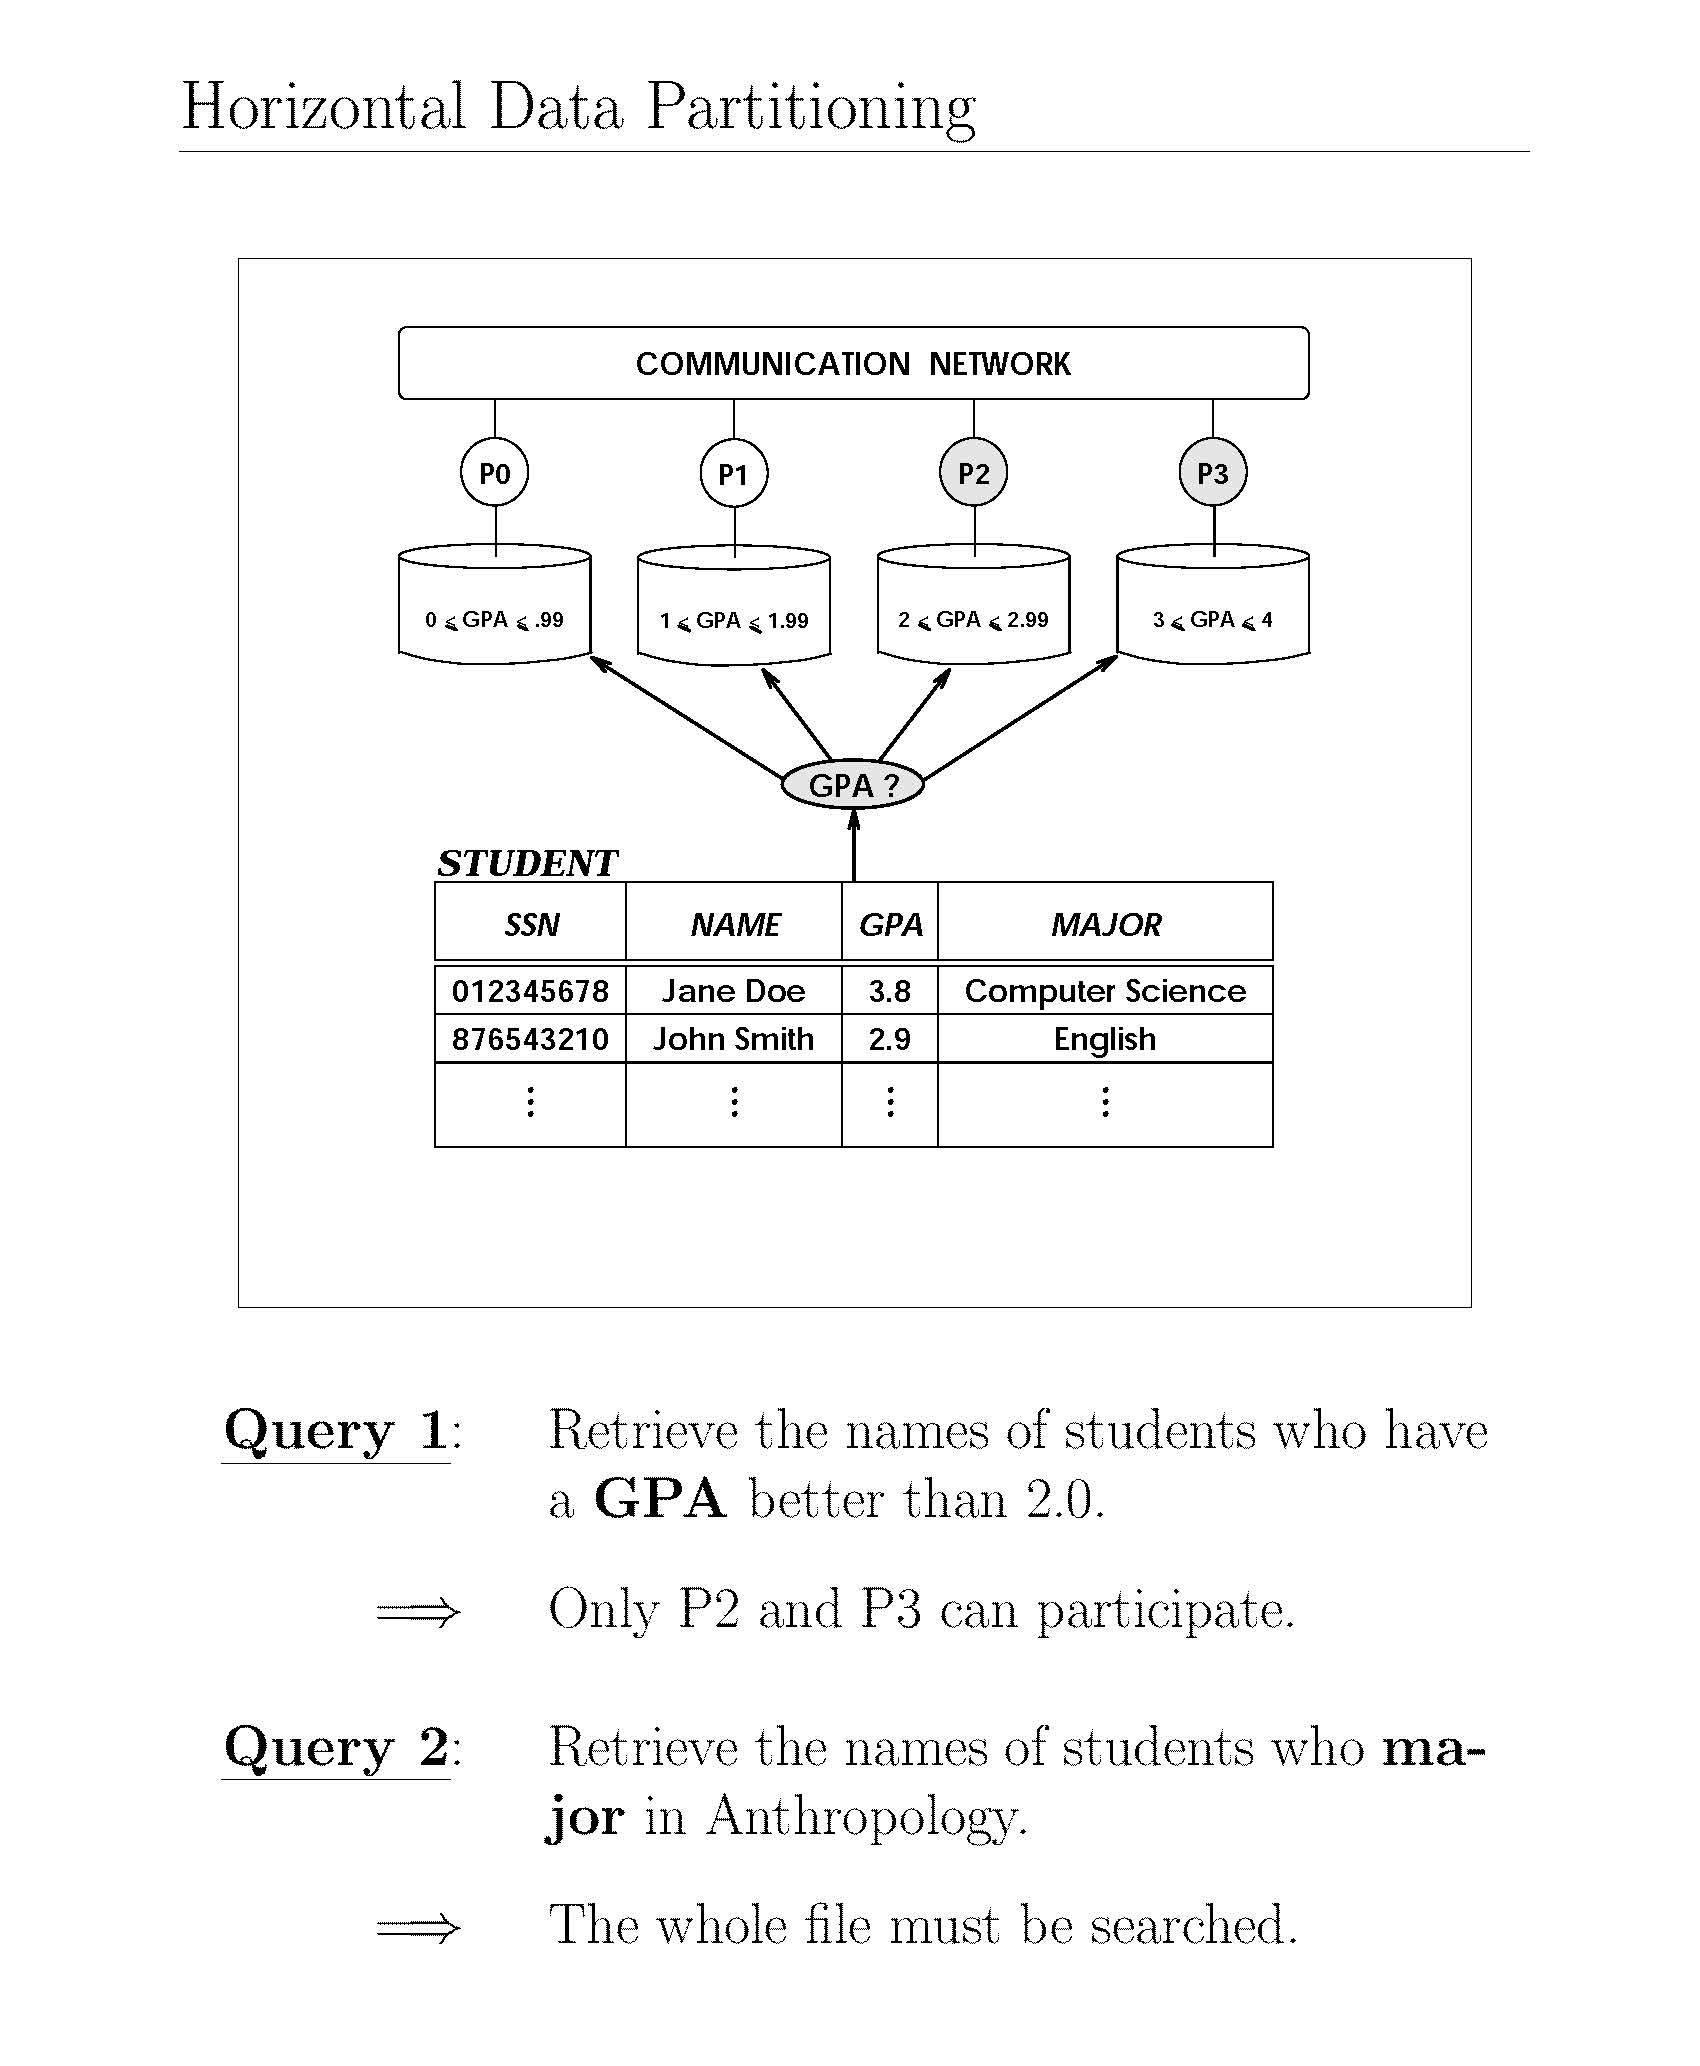 Horizontal Data Partitioning
COMMUNICATION NETWORK
P0 P1 P2 P3
0 ⩽ GPA ⩽ .99 1 ⩽ GPA ⩽ 1.99 2 ⩽ GPA ⩽ 2.99 3 ⩽ GPA ⩽ 4
GPA ?
STUDENT
SSN NAME GPA MAJOR
012345678 Jane Doe 3.8 Computer Science
876543210 John Smith 2.9 English
⋮ ⋮ ⋮ ⋮
Query 1: Retrieve the names of students who have
a GPA better than 2.0.
⟹ Only P2 and P3 can participate.
Query 2: Retrieve the names of students who ma-
jor in Anthropology.
⟹ The whole file must be searched.